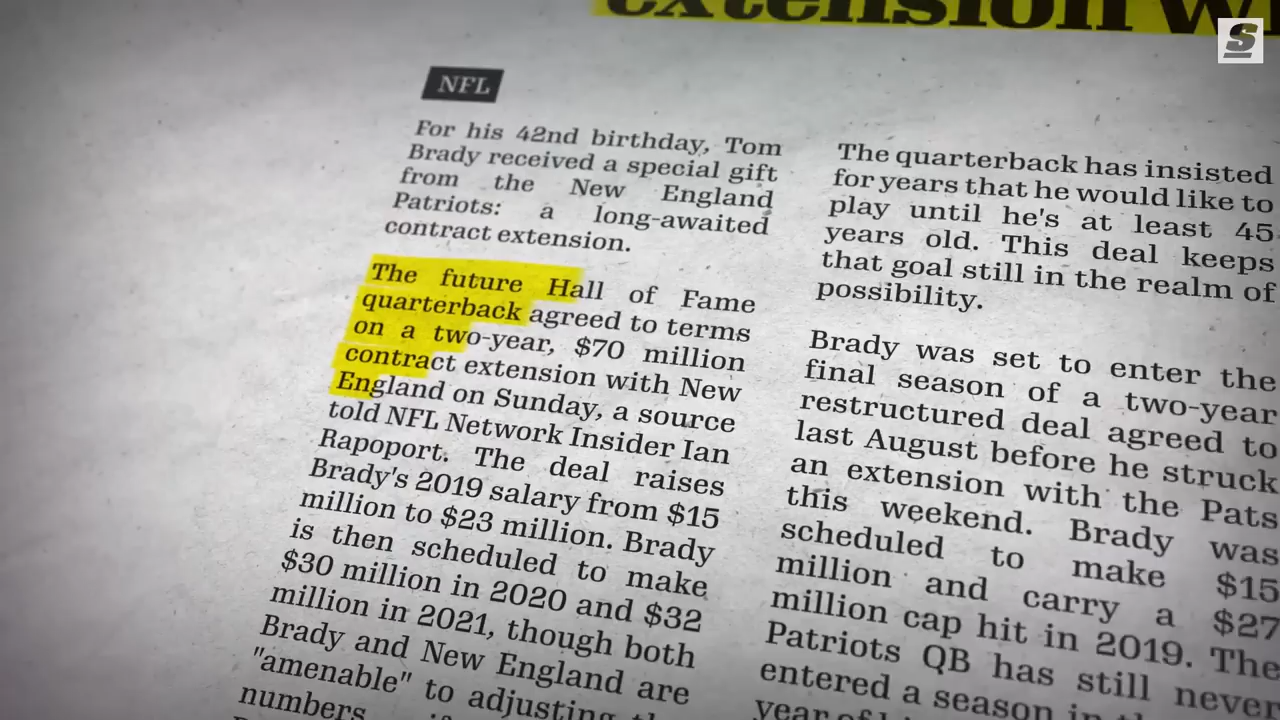 extension
NFL
For his 42nd birthday, Tom
Brady received a special gift
from the New England
Patriots: a long-awaited
contract extension.
The future Hall of Fame
quarterback agreed to terms
on a two-year, $70 million
contract extension with New
England on Sunday, a source
told NFL Network Insider Ian
Rapoport. The deal raises
Brady's 2019 salary from $15
million to $23 million. Brady
is then scheduled to make
$30 million in 2020 and $32
million in 2021, though both
Brady and New England are
"amenable" to adjusting
numbers
The quarterback has insisted
for years that he would like to
play until he's at least 45
years old. This deal keeps
that goal still in the realm of
possibility.
Brady was set to enter the
final season of a two-year
restructured deal agreed to
last August before he struck
an extension with the Pats
this weekend. Brady was
scheduled to make $15
million and carry a $27
million cap hit in 2019. The
Patriots QB has still never
entered a season in
year of
S